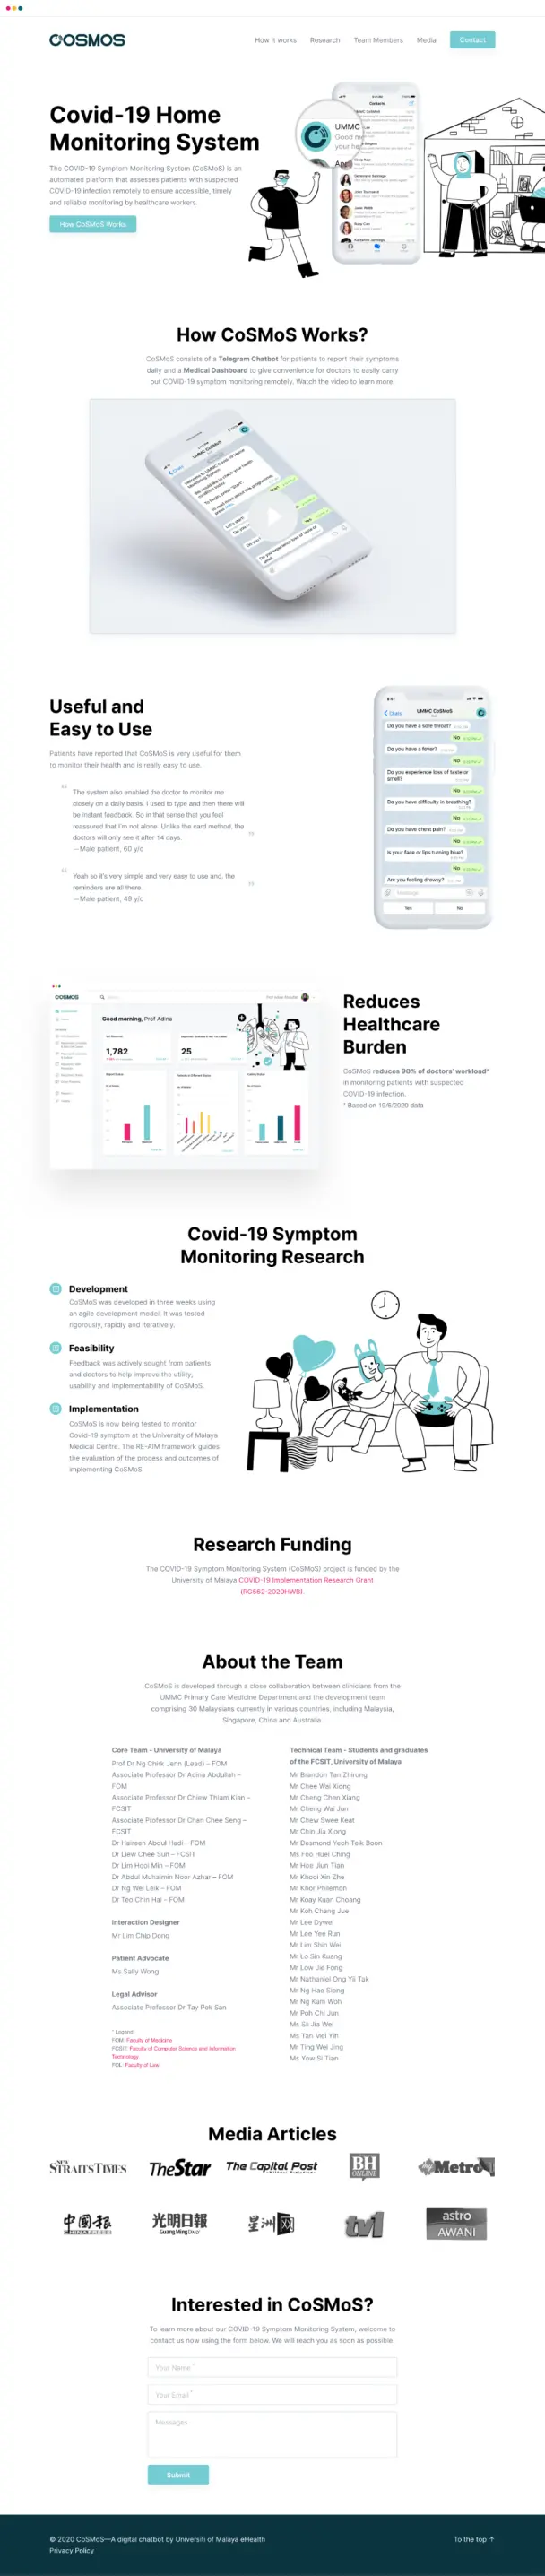 COSMOS
How it works
Research
Team Members
Media
Contact
Covid-19 Home
Monitoring System
The COVID-19 Symptom Monitoring System (CoSMoS) is an
automated platform that assesses patients with suspected
COVID-19 infection remotely to ensure accessible, timely
and reliable monitoring by healthcare workers.
How CoSMoS Works
UMMC
How CoSMoS Works?
CoSMoS consists of a Telegram Chatbot for patients to report their symptoms
daily and a Medical Dashboard to give convenience for doctors to easily carry
out COVID-19 symptom monitoring remotely. Watch the video to learn more!
Useful and
Easy to Use
Patients have reported that CoSMoS is very useful for them
to monitor their health and is really easy to use.
The system also enabled the doctor to monitor me
closely on a daily basis. I used to type and then there will
be instant feedback. So in that sense that you feel
reassured that I'm not alone. Unlike the card method, the
doctors will only see it after 14 days.
—Male patient, 60 y/o
Yeah so it's very simple and very easy to use and, the
reminders are all there.
—Male patient, 49 y/o
Chats
UMMC CoSMoS
Do you have a sore throat?
No
Do you have a fever?
No
Do you experience loss of taste or
smell?
No
Do you have difficulty in breathing?
No
Do you have chest pain?
No
Is your face or lips turning blue?
No
Are you feeling drowsy?
Message
Yes
No
COSMOS
Good morning, Prof Adina
1,782
25
Reduces
Healthcare
Burden
CoSMoS reduces 90% of doctors' workload*
in monitoring patients with suspected
COVID-19 infection.
* Based on 19/6/2020 data
Covid-19 Symptom
Monitoring Research
Development
CoSMoS was developed in three weeks using
an agile development model. It was tested
rigorously, rapidly and iteratively.
Feasibility
Feedback was actively sought from patients
and doctors to help improve the utility,
usability and implementability of CoSMoS.
Implementation
CoSMoS is now being tested to monitor
Covid-19 symptom at the University of Malaya
Medical Centre. The RE-AIM framework guides
the evaluation of the process and outcomes of
implementing CoSMoS.
Research Funding
The COVID-19 Symptom Monitoring System (CoSMoS) project is funded by the
University of Malaya COVID-19 Implementation Research Grant
(RG562-2020HWB).
About the Team
CoSMoS is developed through a close collaboration between clinicians from the
UMMC Primary Care Medicine Department and the development team
comprising 30 Malaysians currently in various countries, including Malaysia,
Singapore, China and Australia.
Core Team - University of Malaya
Prof Dr Ng Chirk Jenn (Lead) – FOM
Associate Professor Dr Adina Abdullah –
FOM
Associate Professor Dr Chiew Thiam Kian –
FCSIT
Associate Professor Dr Chan Chee Seng –
FCSIT
Dr Haireen Abdul Hadi – FOM
Dr Liew Chee Sun – FCSIT
Dr Lim Hooi Min – FOM
Dr Abdul Muhaimin Noor Azhar – FOM
Dr Ng Wei Leik – FOM
Dr Teo Chin Hai – FOM
Interaction Designer
Mr Lim Chip Dong
Patient Advocate
Ms Sally Wong
Legal Advisor
Associate Professor Dr Tay Pek San
* Legend:
FOM: Faculty of Medicine
FCSIT: Faculty of Computer Science and Information
Technology
FOL: Faculty of Law
Technical Team - Students and graduates
of the FCSIT, University of Malaya
Mr Brandon Tan Zhirong
Mr Chee Wai Xiong
Mr Cheng Chen Xiang
Mr Cheng Wai Jun
Mr Chew Swee Keat
Mr Chin Jia Xiong
Mr Desmond Yeoh Teik Boon
Ms Foo Huei Ching
Mr Hoe Jiun Tian
Mr Khooi Xin Zhe
Mr Khor Philemon
Mr Koay Kuan Choang
Mr Koh Chang Jue
Mr Lee Oywei
Mr Lee Yee Run
Mr Lim Shin Wei
Mr Lo Sin Kuang
Mr Low Jie Fong
Mr Nathaniel Ong Yii Tak
Mr Ng Hao Siong
Mr Ng Kam Woh
Mr Poh Chi Jun
Ms Sii Jia Wei
Ms Tan Mei Yih
Mr Ting Wei Jing
Ms Yow Si Tian
Media Articles
NEW STRAITS TIMES
TheStar
The Capital Post
BH
ONLINE
my Metro
中國報
CHINA PRESS
光明日報
Guang Ming Daily
星洲网
tv1
astro
AWANI
Interested in CoSMoS?
To learn more about our COVID-19 Symptom Monitoring System, welcome to
contact us now using the form below. We will reach you as soon as possible.
Your Name *
Your Email *
Messages
Submit
© 2020 CoSMoS—A digital chatbot by Universiti of Malaya eHealth
Privacy Policy
To the top ↑